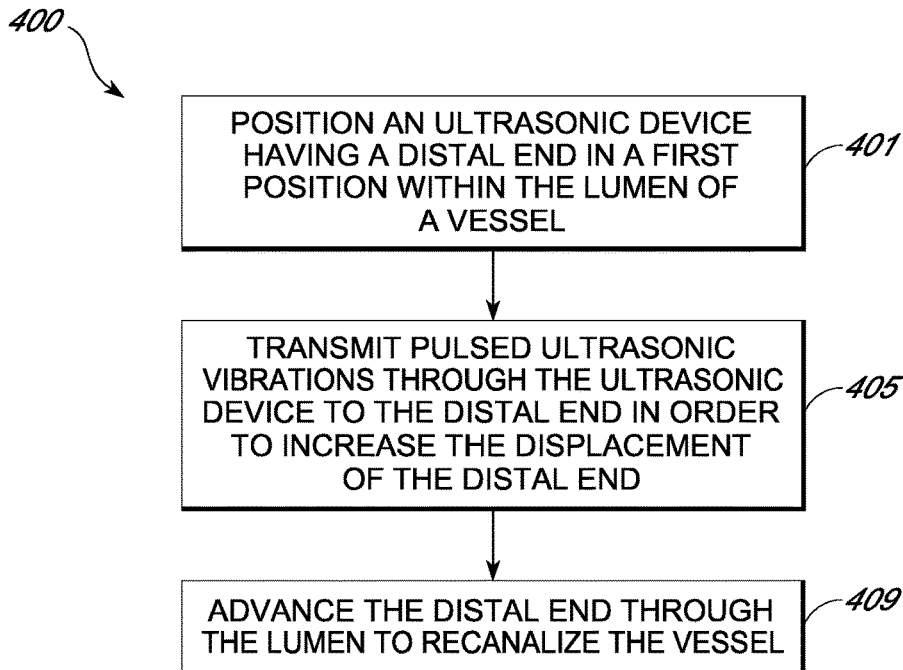 400
POSITION AN ULTRASONIC DEVICE
HAVING A DISTAL END IN A FIRST
POSITION WITHIN THE LUMEN OF
A VESSEL
401
TRANSMIT PULSED ULTRASONIC
VIBRATIONS THROUGH THE ULTRASONIC
DEVICE TO THE DISTAL END IN ORDER
TO INCREASE THE DISPLACEMENT
OF THE DISTAL END
405
ADVANCE THE DISTAL END THROUGH
THE LUMEN TO RECANALIZE THE VESSEL
409